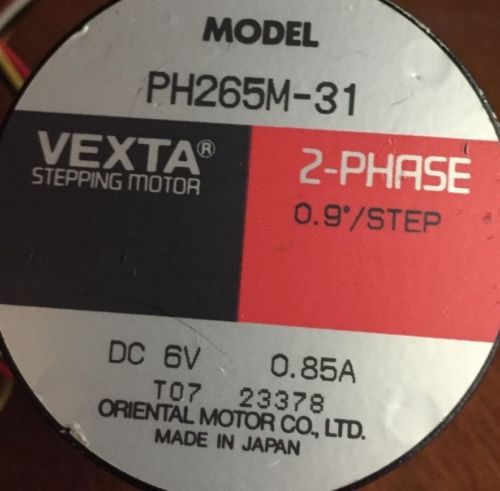 MODEL
PH265M-31
VEXTA®
STEPPING MOTOR
2-PHASE
0.9°/STEP
DC 6V 0.85A
T07 23378
ORIENTAL MOTOR CO., LTD.
MADE IN JAPAN